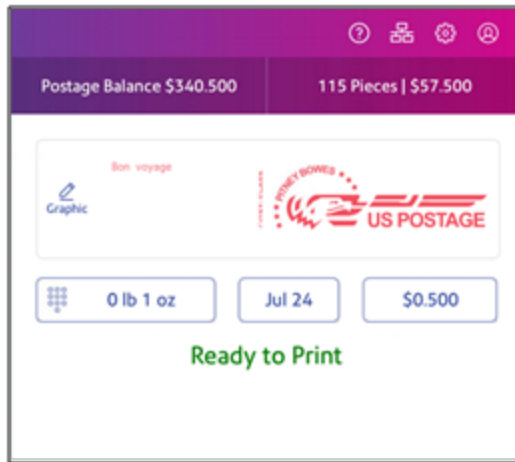 Postage Balance $340.500
115 Pieces | $57.500
Bon voyage
Graphic
FIRST-CLASS
PITNEY BOWES
US POSTAGE
0 lb 1 oz
Jul 24
$0.500
Ready to Print